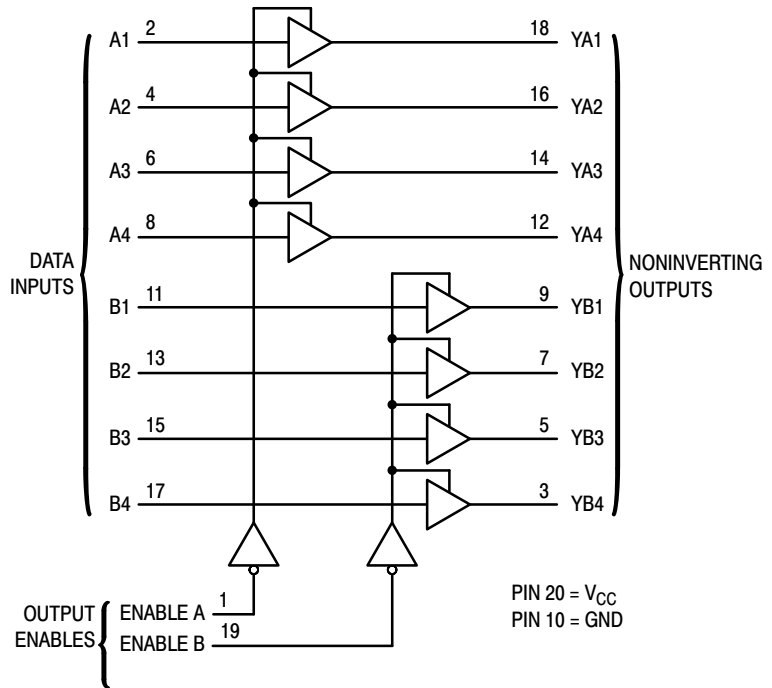 A1 2 18 YA1
A2 4 16 YA2
A3 6 14 YA3
A4 8 12 YA4
DATA
INPUTS
NONINVERTING
OUTPUTS
B1 11 9 YB1
B2 13 7 YB2
B3 15 5 YB3
B4 17 3 YB4
OUTPUT
ENABLES
ENABLE A 1
ENABLE B 19
PIN 20 = VCC
PIN 10 = GND